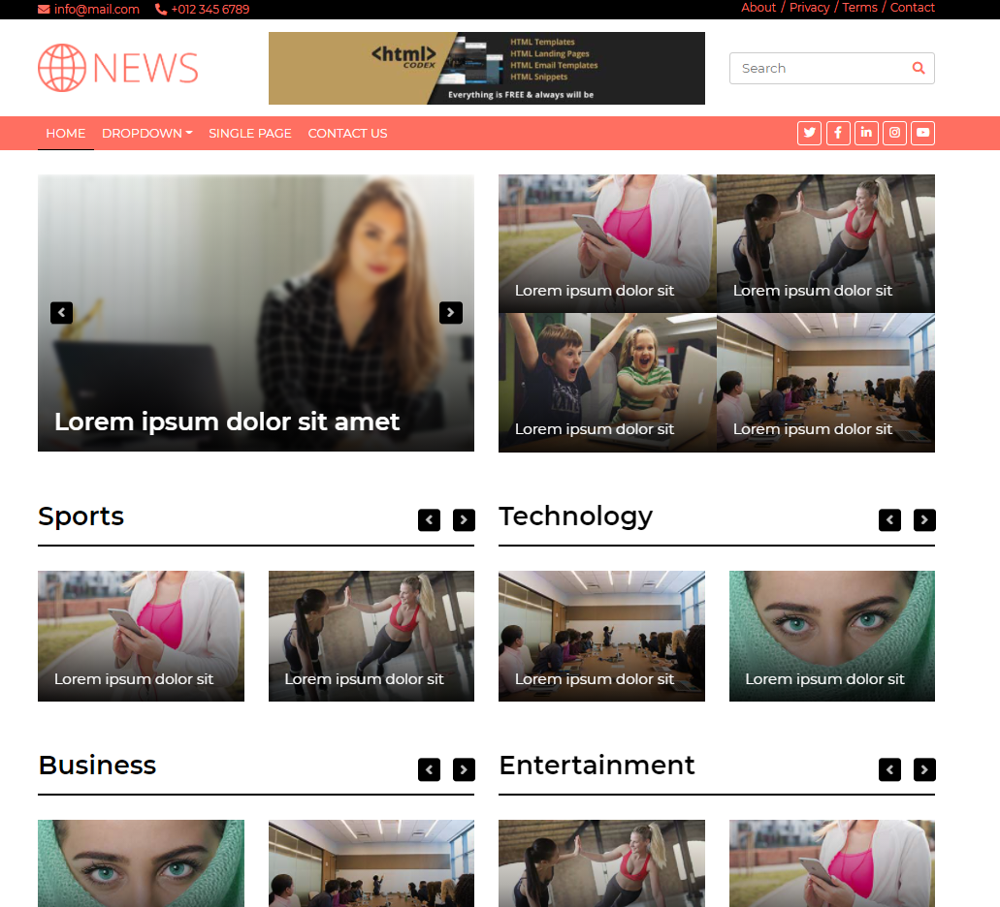 info@mail.com +012 345 6789
About / Privacy / Terms / Contact
NEWS
<html>
CODEX
HTML Templates
HTML Landing Pages
HTML Email Templates
HTML Snippets
Everything is FREE & always will be
Search
HOME DROPDOWN SINGLE PAGE CONTACT US
Lorem ipsum dolor sit amet
Lorem ipsum dolor sit
Lorem ipsum dolor sit
Lorem ipsum dolor sit
Lorem ipsum dolor sit
Sports
Technology
Lorem ipsum dolor sit
Lorem ipsum dolor sit
Lorem ipsum dolor sit
Lorem ipsum dolor sit
Business
Entertainment